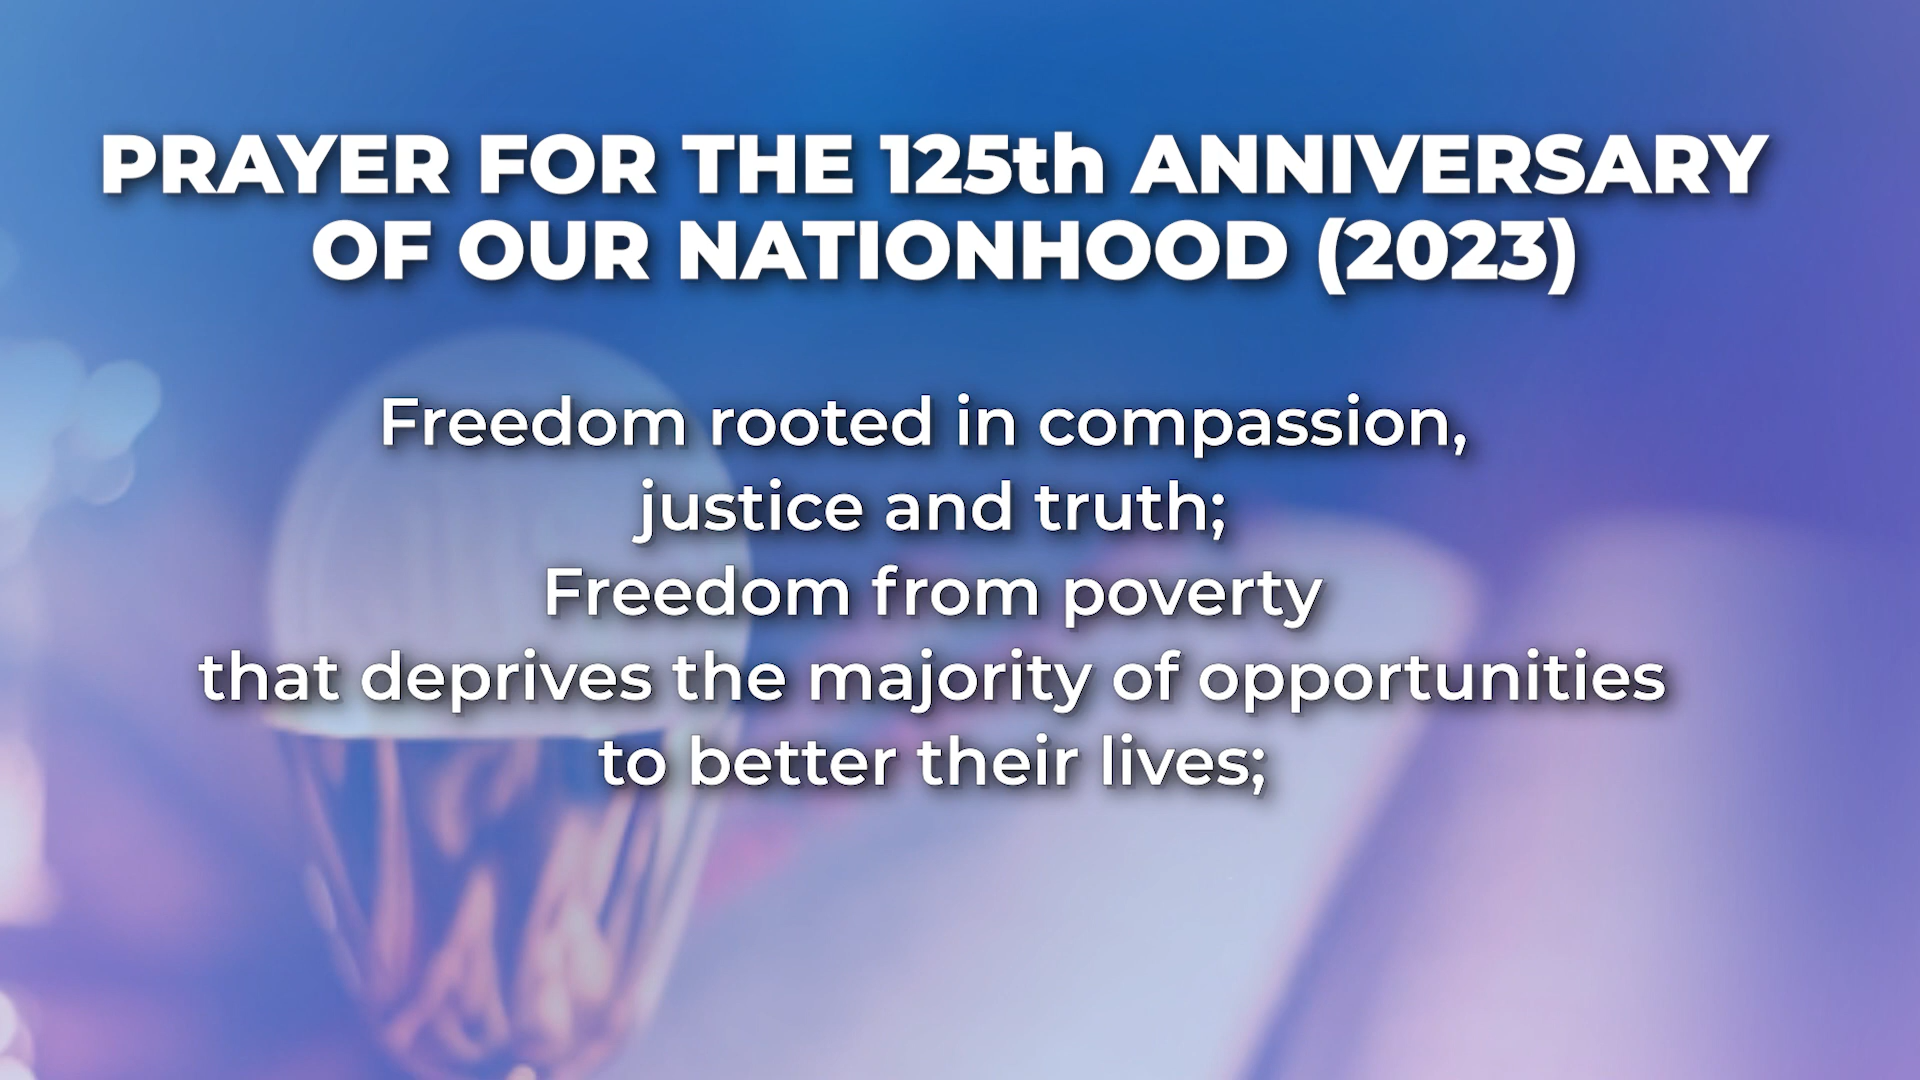 PRAYER FOR THE 125th ANNIVERSARY
OF OUR NATIONHOOD (2023)
Freedom rooted in compassion,
justice and truth;
Freedom from poverty
that deprives the majority of opportunities
to better their lives;